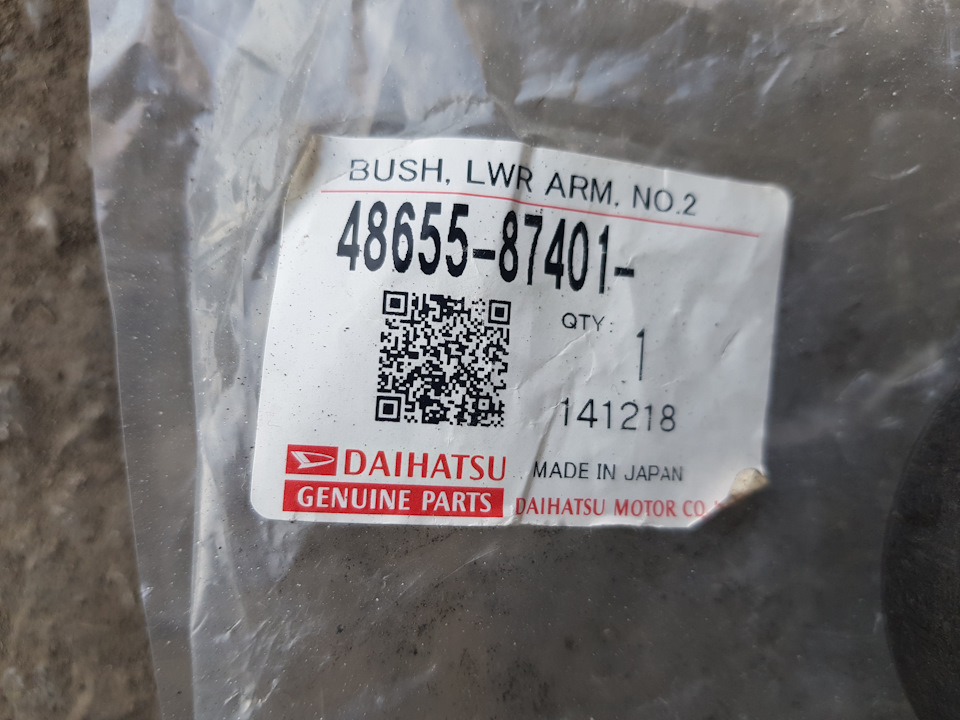 BUSH, LWR ARM, NO.2
48655-87401-
QTY: 1
141218
DAIHATSU
GENUINE PARTS
MADE IN JAPAN
DAIHATSU MOTOR CO.